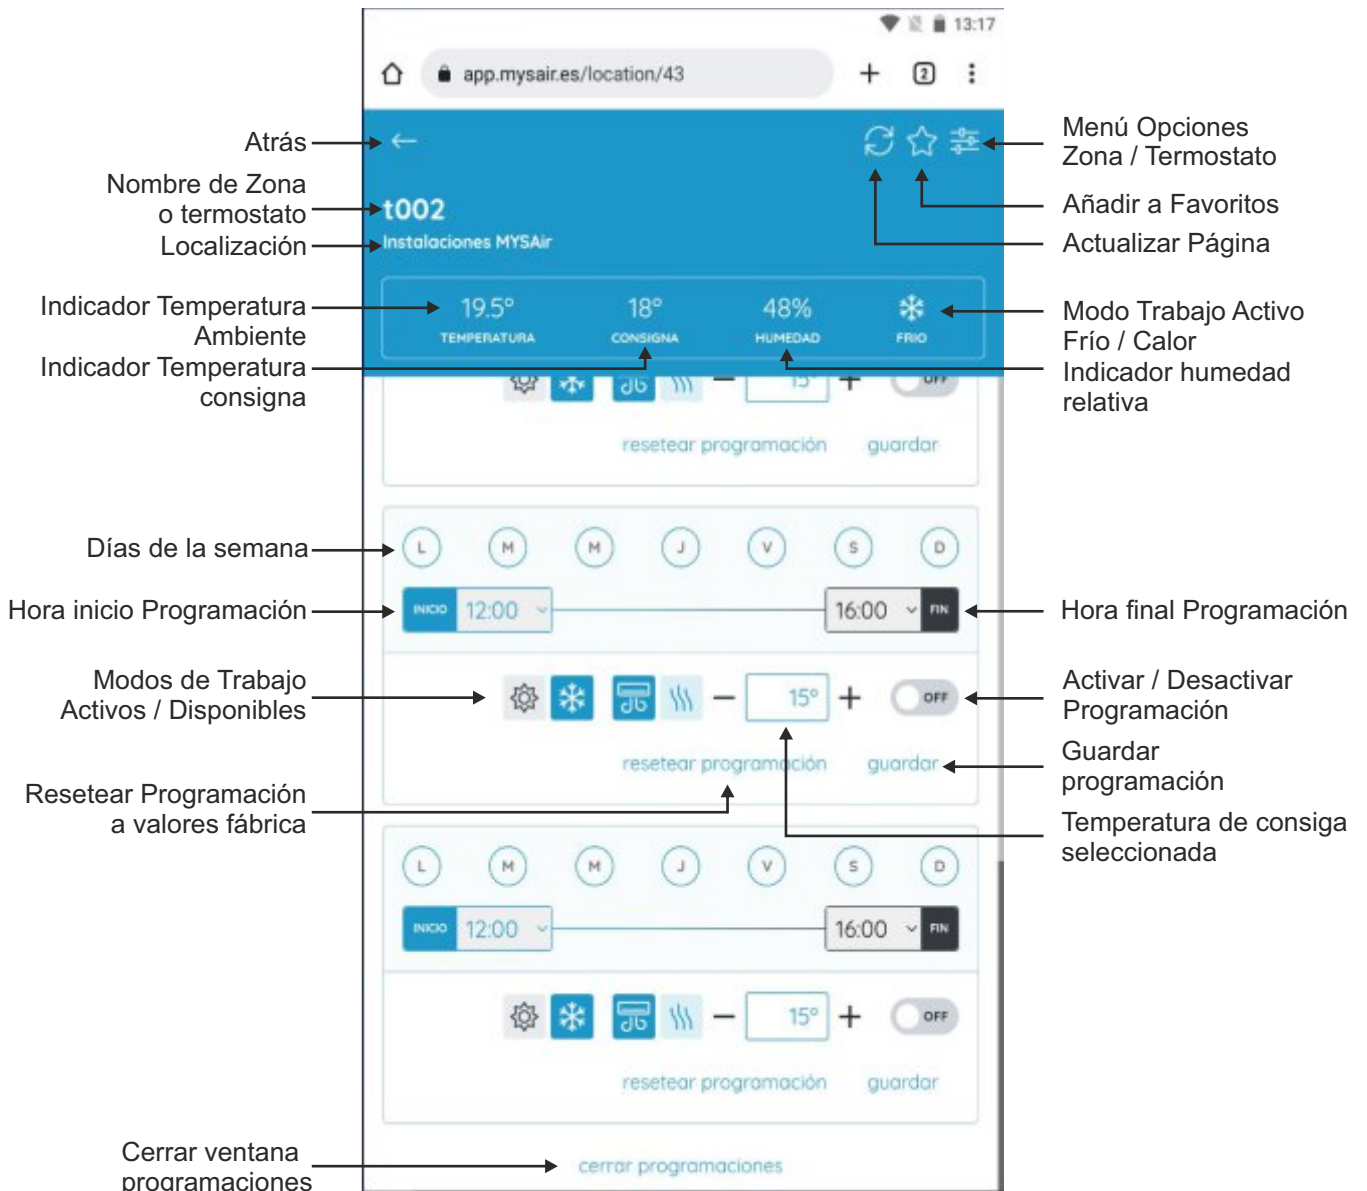 13:17
app.mysair.es/location/43
2
Atrás
Menú Opciones
Zona / Termostato
Nombre de Zona
o termostato
t002
Añadir a Favoritos
Localización
Instalaciones MYSAir
Actualizar Página
Indicador Temperatura
Ambiente
19.5°
18°
48%
TEMPERATURA
CONSIGNA
HUMEDAD
FRIO
Modo Trabajo Activo
Frío / Calor
Indicador Temperatura
consigna
Indicador humedad
relativa
15°
OFF
resetear programación
guardar
Días de la semana
L M M J V S D
Hora inicio Programación
INICIO 12:00
16:00 FIN
Hora final Programación
Modos de Trabajo
Activos / Disponibles
15°
OFF
Activar / Desactivar
Programación
resetear programación
guardar
Guardar
programación
Resetear Programación
a valores fábrica
Temperatura de consiga
seleccionada
L M M J V S D
INICIO 12:00
16:00 FIN
15°
OFF
resetear programación
guardar
Cerrar ventana
programaciones
cerrar programaciones